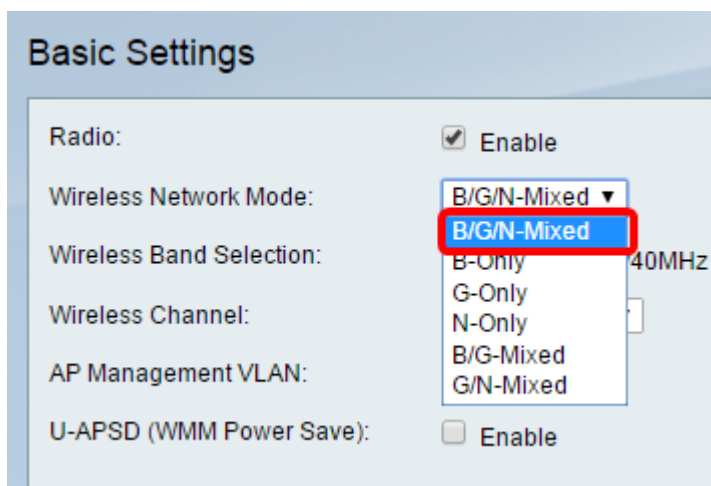 Basic Settings
Radio: Enable
Wireless Network Mode: B/G/N-Mixed
B/G/N-Mixed
Wireless Band Selection: B-Only 40MHz
G-Only
Wireless Channel: N-Only
B/G-Mixed
AP Management VLAN: G/N-Mixed
U-APSD (WMM Power Save): Enable